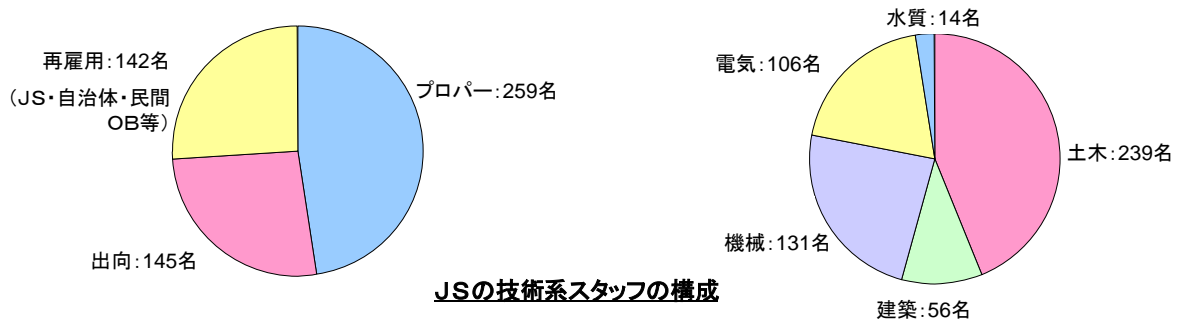 再雇用:142名
(JS・自治体・民間
OB等)
プロパー:259名
出向:145名
水質:14名
電気:106名
土木:239名
機械:131名
建築:56名
JSの技術系スタッフの構成